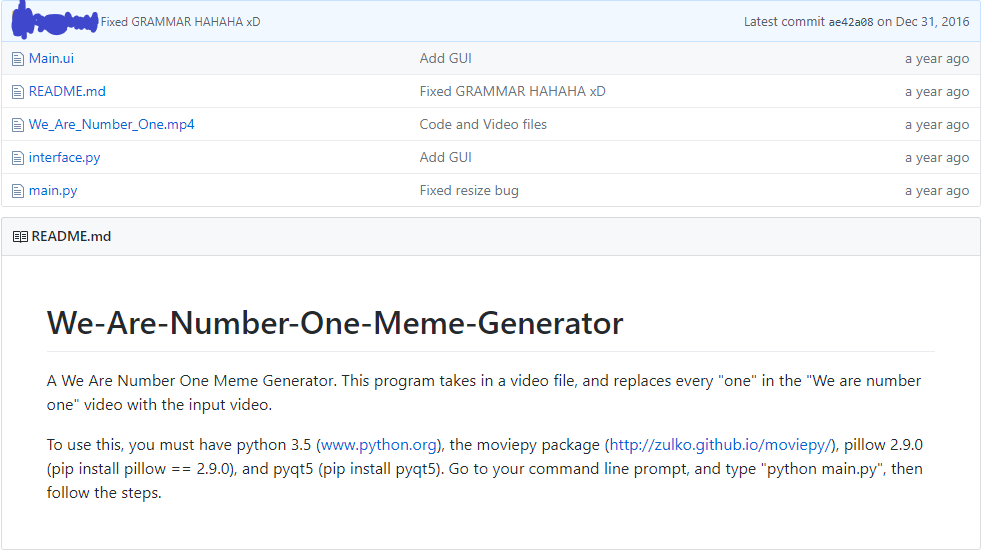 Fixed GRAMMAR HAHAHA xD Latest commit ae42a08 on Dec 31, 2016
Main.ui Add GUI a year ago
README.md Fixed GRAMMAR HAHAHA xD a year ago
We_Are_Number_One.mp4 Code and Video files a year ago
interface.py Add GUI a year ago
main.py Fixed resize bug a year ago
README.md
We-Are-Number-One-Meme-Generator
A We Are Number One Meme Generator. This program takes in a video file, and replaces every "one" in the "We are number
one" video with the input video.
To use this, you must have python 3.5 (www.python.org), the moviepy package (http://zulko.github.io/moviepy/), pillow 2.9.0
(pip install pillow == 2.9.0), and pyqt5 (pip install pyqt5). Go to your command line prompt, and type "python main.py", then
follow the steps.